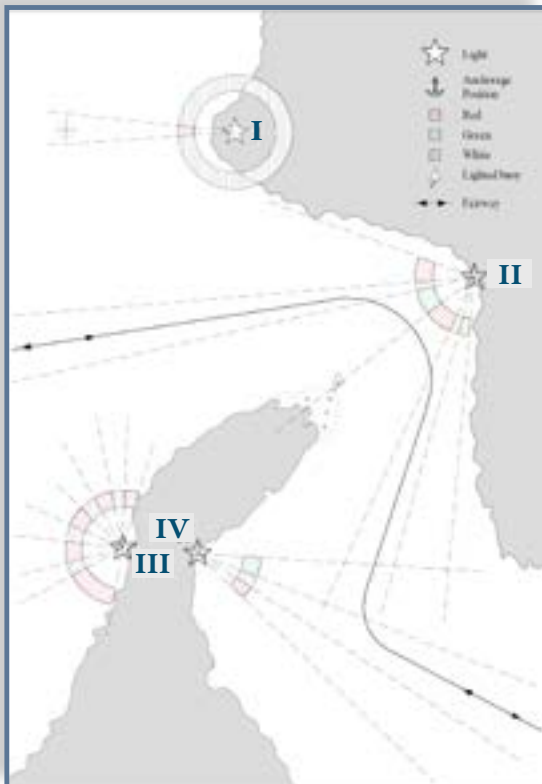 Light
Anchorage
Position
Red
Green
White
Lighted buoy
Fairway
I
II
IV
III